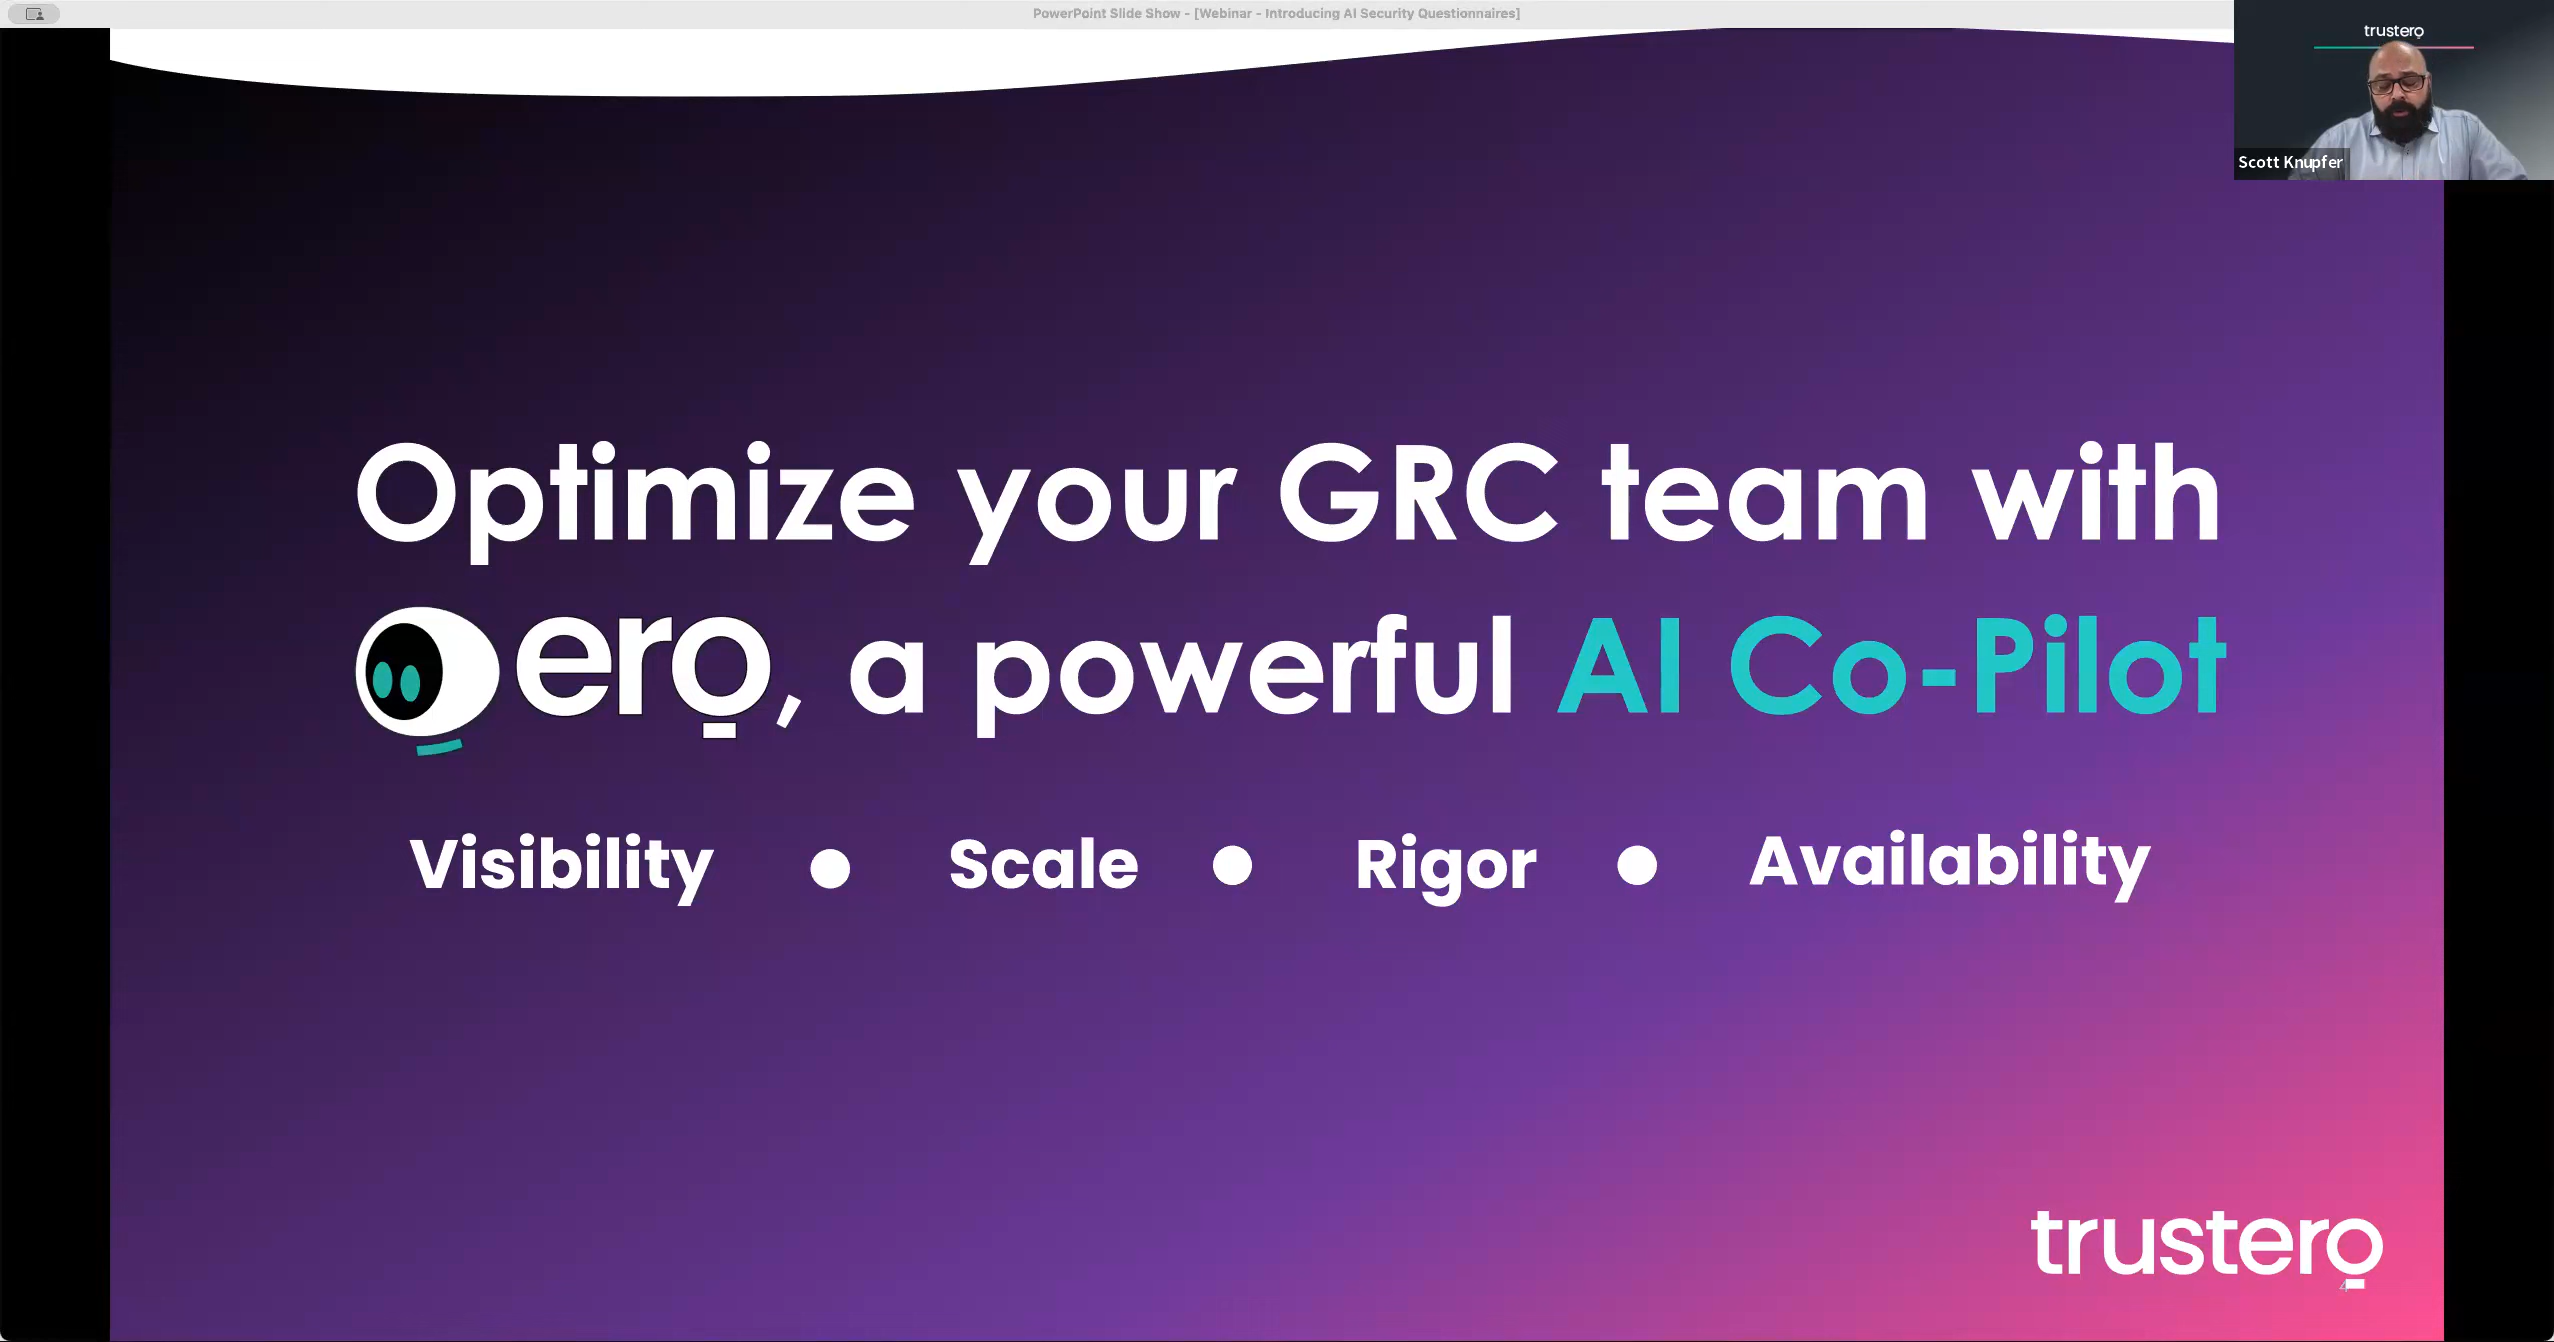 PowerPoint Slide Show - [Webinar - Introducing AI Security Questionnaires]
trustero
Scott Knupfer
Optimize your GRC team with
ero, a powerful AI Co-Pilot
Visibility ● Scale ● Rigor ● Availability
trustero
4